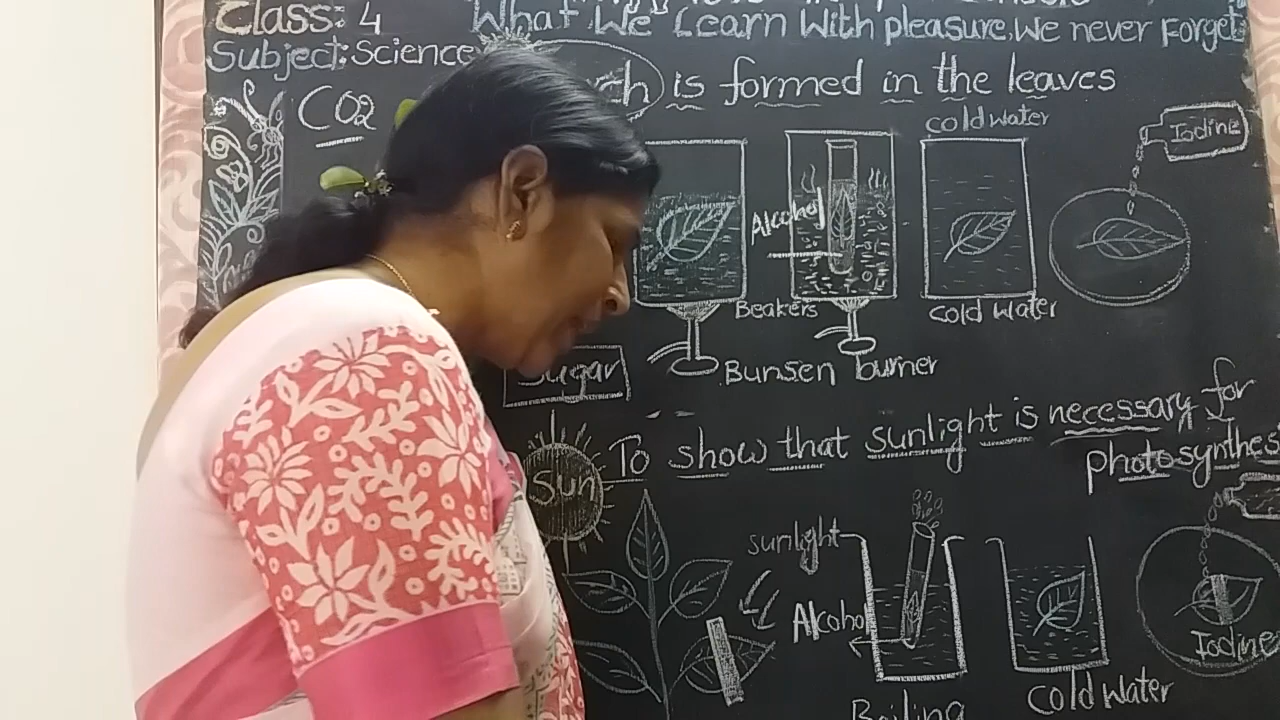 Class: 4
What We Learn With pleasure, We never Forget
Subject: Science
is formed in the leaves
CO2
cold water
Iodine
Alcohol
Beakers
cold water
Sugar
Bunsen burner
To show that sunlight is necessary for
photosynthes
Sun
sunlight
Alcohol
Iodine
cold water
Boiling